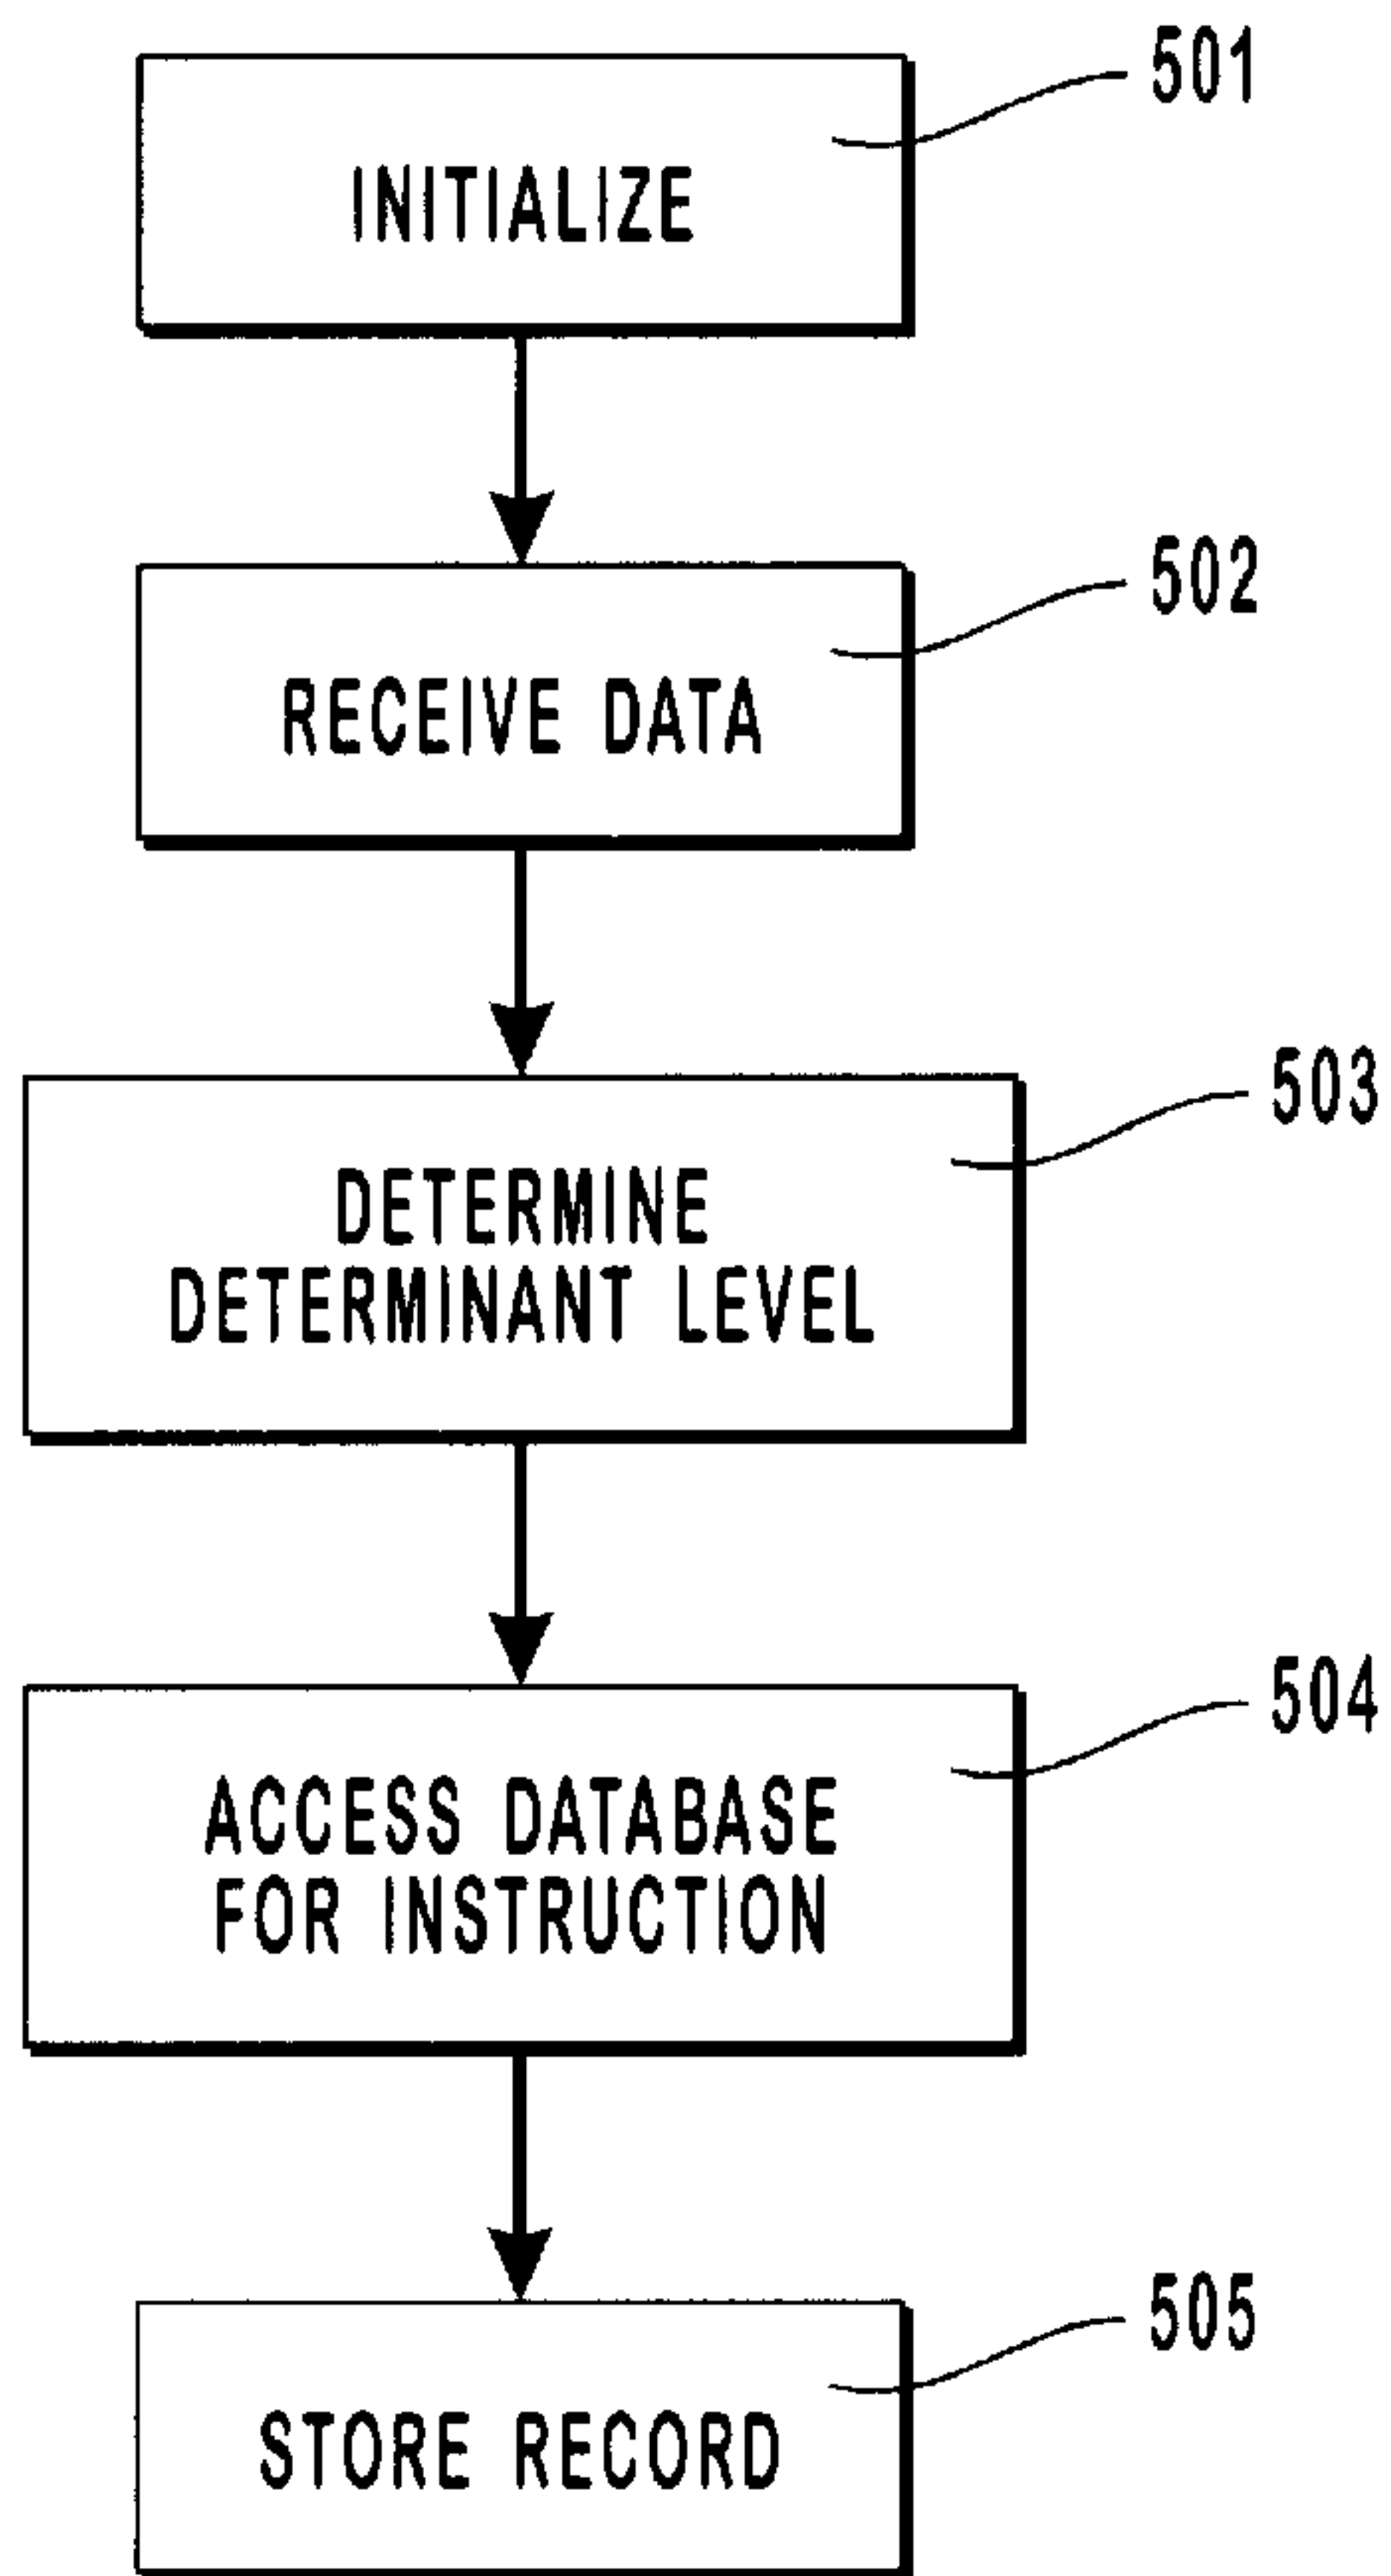 501
INITIALIZE
502
RECEIVE DATA
503
DETERMINE
DETERMINANT LEVEL
504
ACCESS DATABASE
FOR INSTRUCTION
505
STORE RECORD